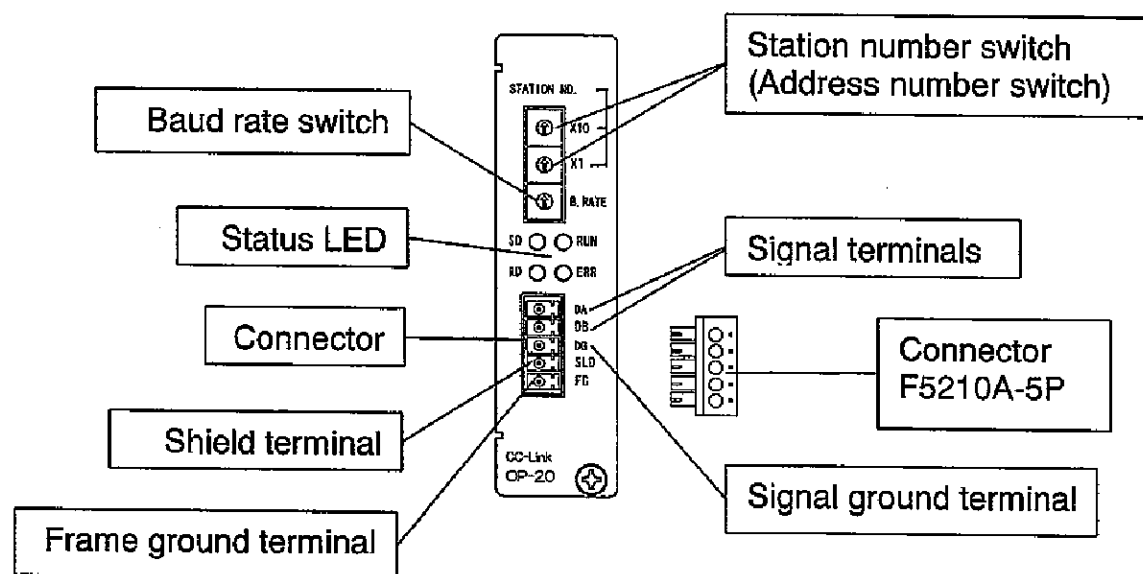 Station number switch
(Address number switch)
STATION NO.
Baud rate switch
X10
X1
B. RATE
Status LED
SD
RUN
RD
ERR
Signal terminals
Connector
DA
DB
DG
SLD
FG
Connector
F5210A-5P
Shield terminal
CC-Link
OP-20
Signal ground terminal
Frame ground terminal